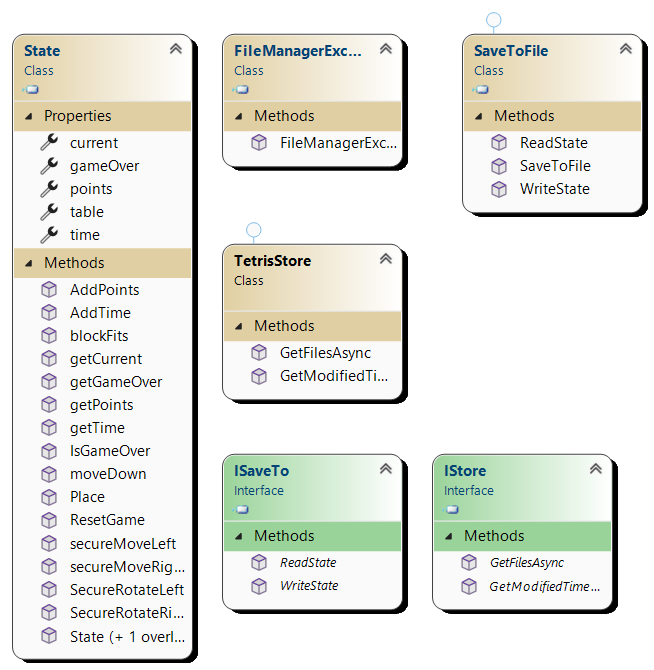 State
Class
Properties
current
gameOver
points
table
time
Methods
AddPoints
AddTime
blockFits
getCurrent
getGameOver
getPoints
getTime
IsGameOver
moveDown
Place
ResetGame
secureMoveLeft
secureMoveRig...
SecureRotateLeft
SecureRotateRi...
State (+ 1 overl...
FileManagerExc...
Class
Methods
FileManagerExc...
SaveToFile
Class
Methods
ReadState
SaveToFile
WriteState
TetrisStore
Class
Methods
GetFilesAsync
GetModifiedTi...
ISaveTo
Interface
Methods
ReadState
WriteState
IStore
Interface
Methods
GetFilesAsync
GetModifiedTime...